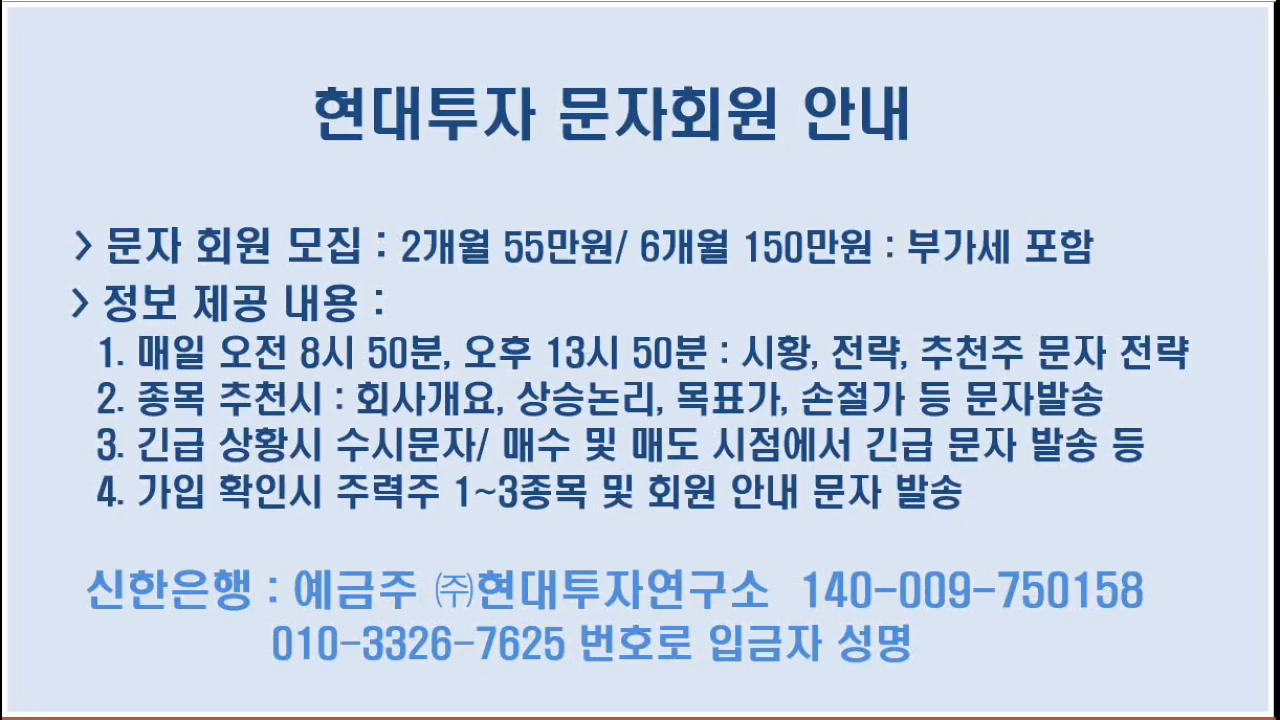 현대투자 문자회원 안내
> 문자 회원 모집 : 2개월 55만원/ 6개월 150만원 : 부가세 포함
> 정보 제공 내용 :
1. 매일 오전 8시 50분, 오후 13시 50분 : 시황, 전략, 추천주 문자 전략
2. 종목 추천시 : 회사개요, 상승논리, 목표가, 손절가 등 문자발송
3. 긴급 상황시 수시문자/ 매수 및 매도 시점에서 긴급 문자 발송 등
4. 가입 확인시 주력주 1~3종목 및 회원 안내 문자 발송
신한은행 : 예금주 ㈜현대투자연구소 140-009-750158
010-3326-7625 번호로 입금자 성명